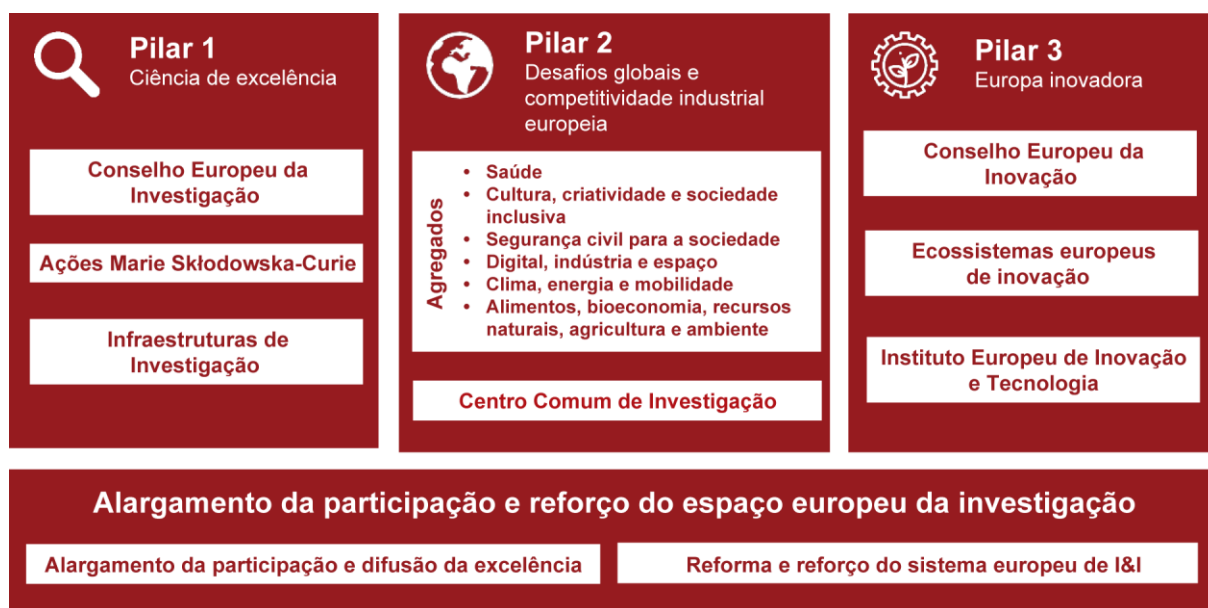 Pilar 1
Ciência de excelência
Conselho Europeu da
Investigação
Ações Marie Skłodowska-Curie
Infraestruturas de
Investigação
Pilar 2
Desafios globais e
competitividade industrial
europeia
Agregados
• Saúde
• Cultura, criatividade e sociedade
inclusiva
• Segurança civil para a sociedade
• Digital, indústria e espaço
• Clima, energia e mobilidade
• Alimentos, bioeconomia, recursos
naturais, agricultura e ambiente
Centro Comum de Investigação
Pilar 3
Europa inovadora
Conselho Europeu da
Inovação
Ecossistemas europeus
de inovação
Instituto Europeu de Inovação
e Tecnologia
Alargamento da participação e reforço do espaço europeu da investigação
Alargamento da participação e difusão da excelência
Reforma e reforço do sistema europeu de I&I